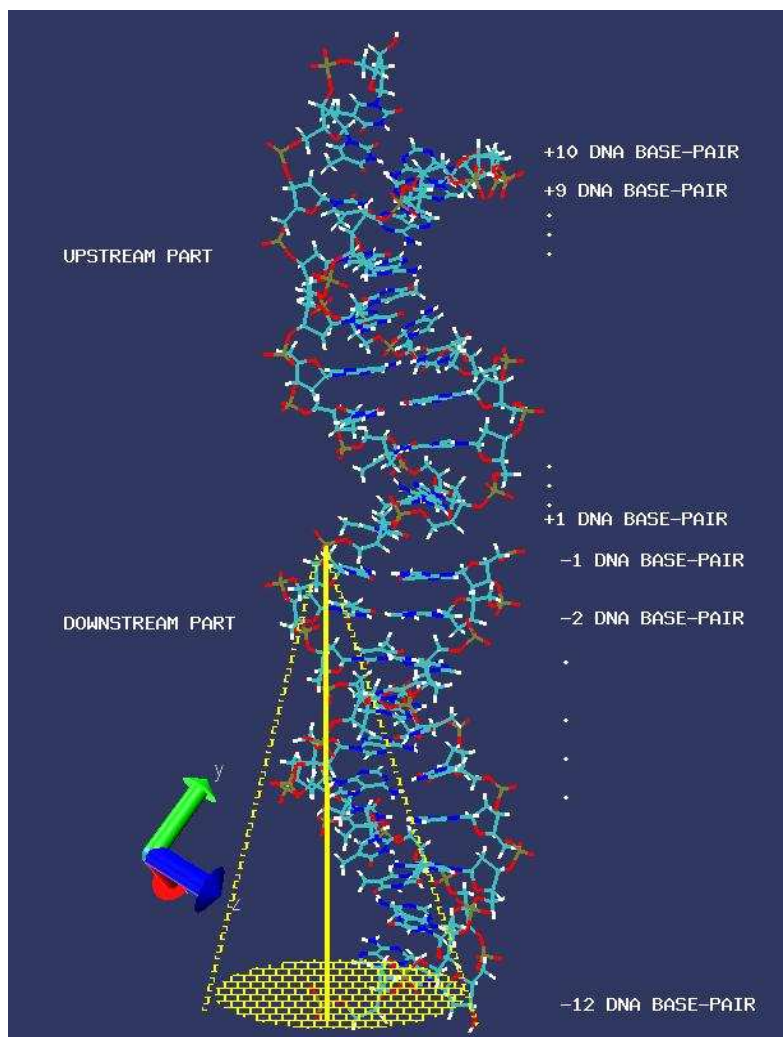 +10 DNA BASE-PAIR
+9 DNA BASE-PAIR
UPSTREAM PART
+1 DNA BASE-PAIR
-1 DNA BASE-PAIR
-2 DNA BASE-PAIR
DOWNSTREAM PART
y
z
-12 DNA BASE-PAIR